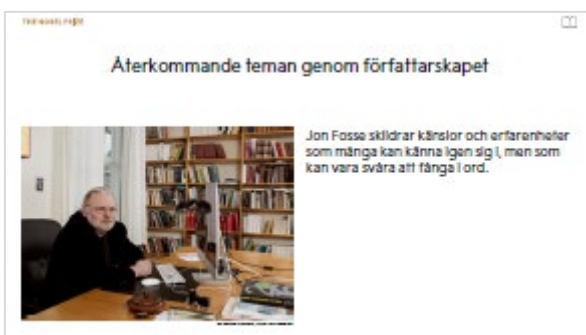 THE NOBEL PRIZE
Återkommande teman genom författarskapet
Jon Fosse skildrar känslor och erfarenheter
som många kan känna igen sig i, men som
kan vara svåra att fånga i ord.